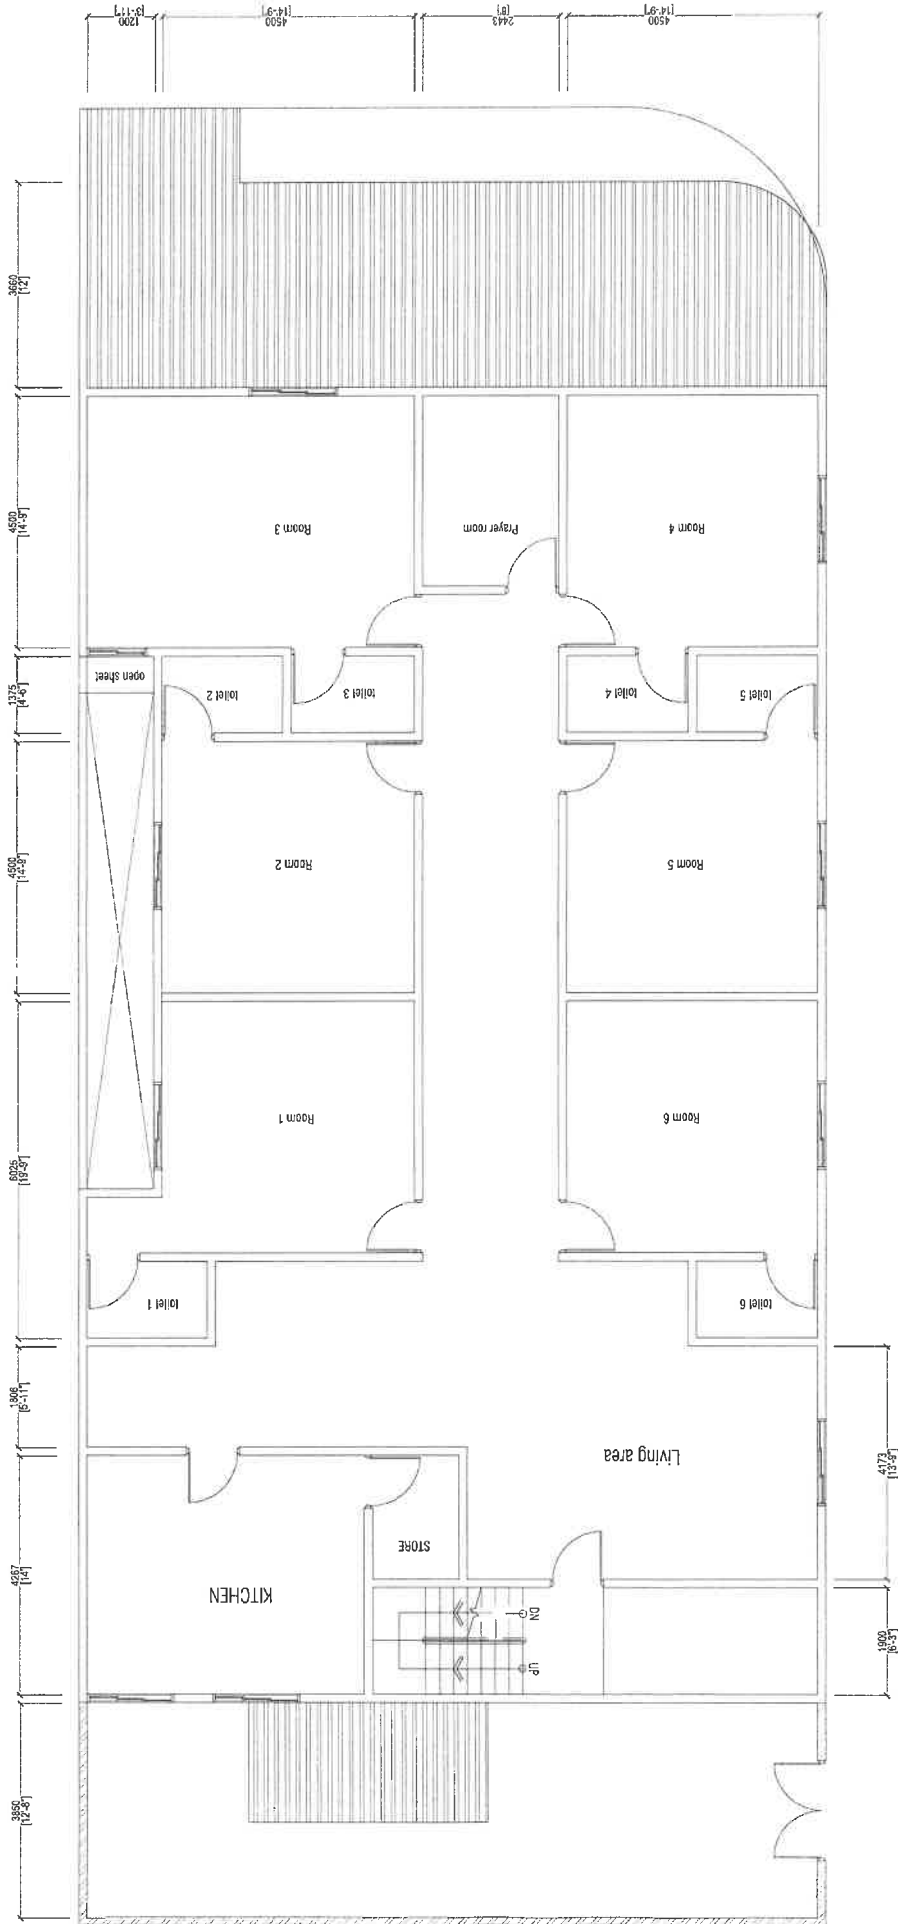 1200
[3'-11"]
4500
[14'-9"]
2443
[8']
4500
[14'-9"]
3660
[12']
4500
[14'-9"]
1375
[4'-6"]
4500
[14'-9"]
6025
[19'-9"]
1806
[5'-11"]
4267
[14']
3850
[12'-8"]
4173
[13'-9"]
1900
[6'-3"]
Room 3
Prayer room
Room 4
open sheet
toilet 2
toilet 3
toilet 4
toilet 5
Room 2
Room 5
Room 1
Room 6
toilet 1
toilet 6
Living area
STORE
KITCHEN
DN
UP